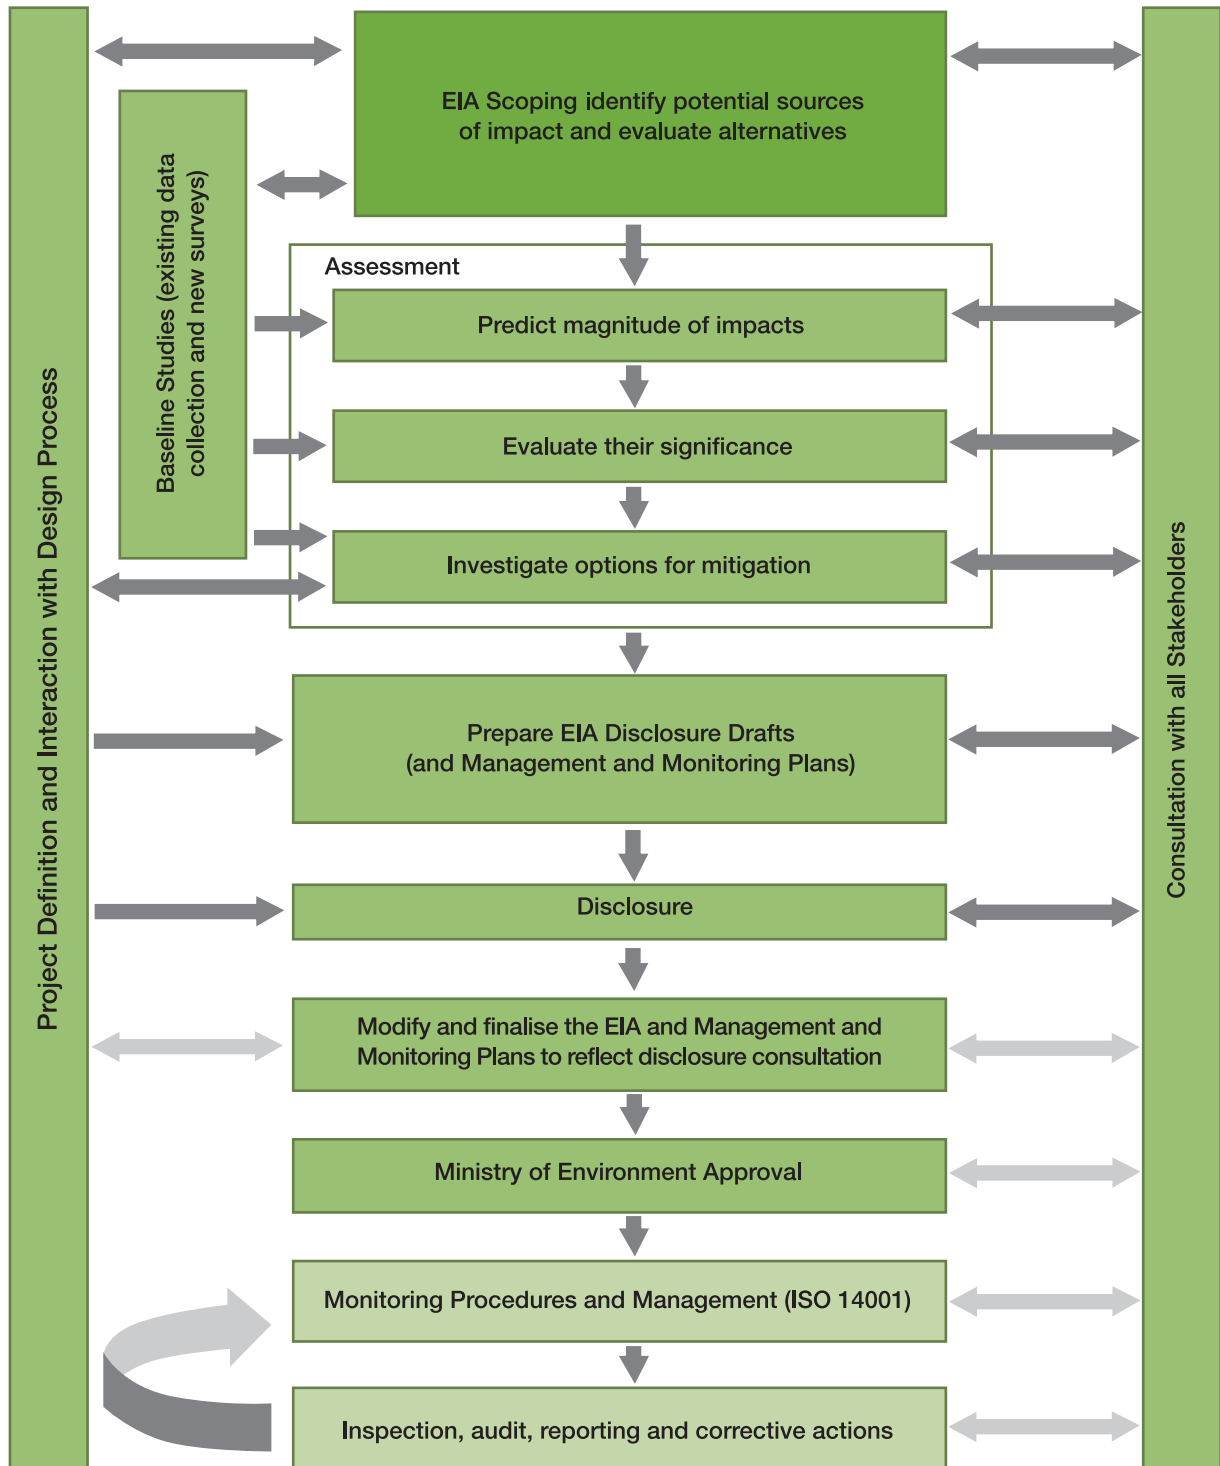 Project Definition and Interaction with Design Process
Baseline Studies (existing data
collection and new surveys)
EIA Scoping identify potential sources
of impact and evaluate alternatives
Assessment
Predict magnitude of impacts
Evaluate their significance
Investigate options for mitigation
Prepare EIA Disclosure Drafts
(and Management and Monitoring Plans)
Disclosure
Modify and finalise the EIA and Management and
Monitoring Plans to reflect disclosure consultation
Ministry of Environment Approval
Monitoring Procedures and Management (ISO 14001)
Inspection, audit, reporting and corrective actions
Consultation with all Stakeholders